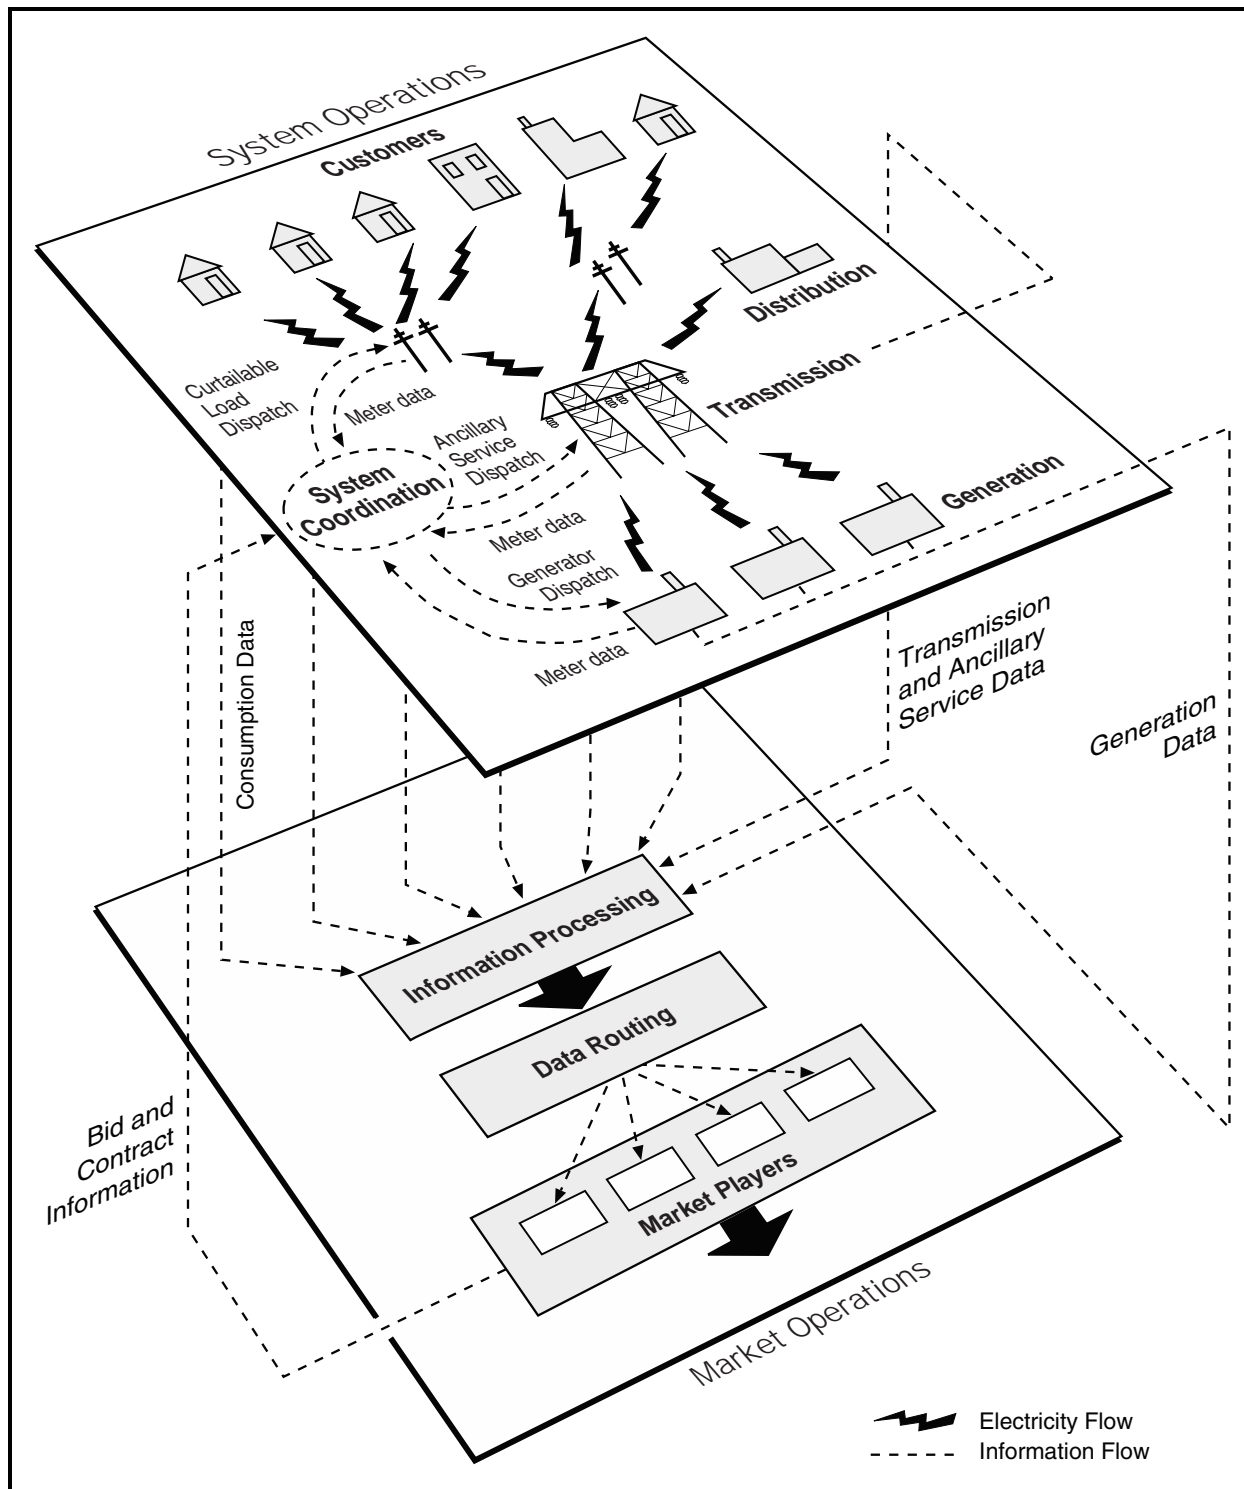 System Operations
Customers
Distribution
Transmission
Generation
Curtailable
Load
Dispatch
Meter data
Ancillary
Service
Dispatch
System
Coordination
Meter data
Generator
Dispatch
Meter data
Consumption Data
Transmission
and Ancillary
Service Data
Generation
Data
Information Processing
Data Routing
Market Players
Bid and
Contract
Information
Market Operations
Electricity Flow
Information Flow